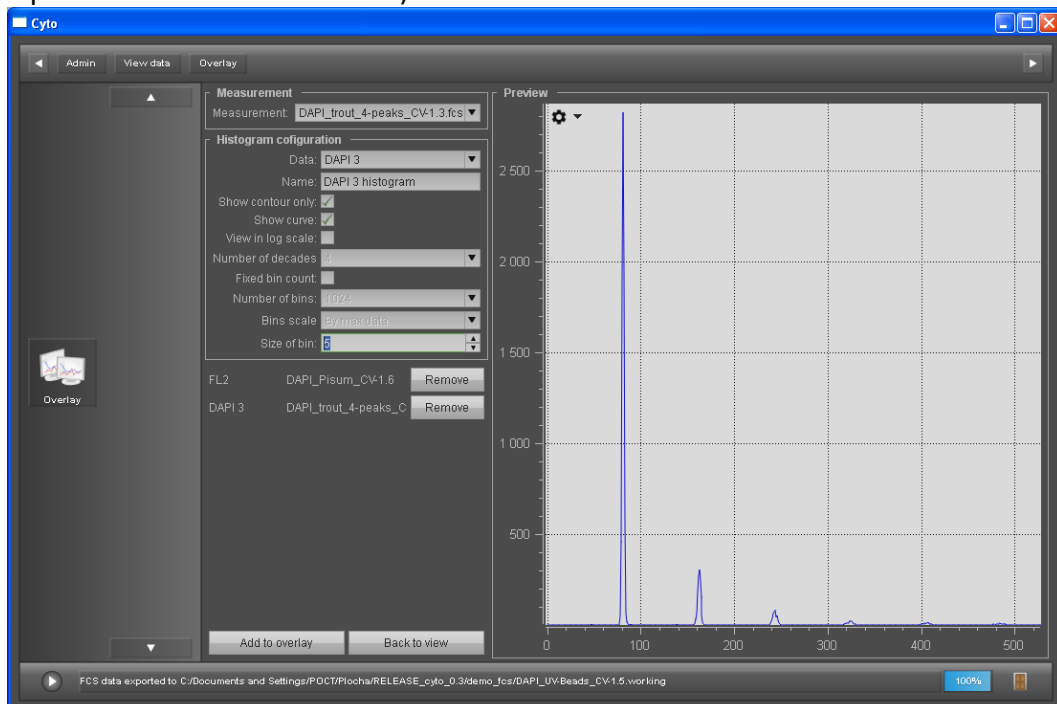 Cyto
Admin View data Overlay
Measurement
Measurement: DAPI_trout_4-peaks_CV-1.3.fcs
Histogram cofiguration
Data: DAPI 3
Name: DAPI 3 histogram
Show contour only:
Show curve:
View in log scale:
Number of decades 4
Fixed bin count:
Number of bins: 1024
Bins scale By max data
Size of bin: 5
FL2 DAPI_Pisum_CV-1.6 Remove
DAPI 3 DAPI_trout_4-peaks_C Remove
Overlay
Add to overlay Back to view
Preview
2 500
2 000
1 500
1 000
500
0 100 200 300 400 500
FCS data exported to C:/Documents and Settings/POCT/Plocha/RELEASE_cyto_0.3/demo_fcs/DAPI_UV-Beads_CV-1.5.working
100%